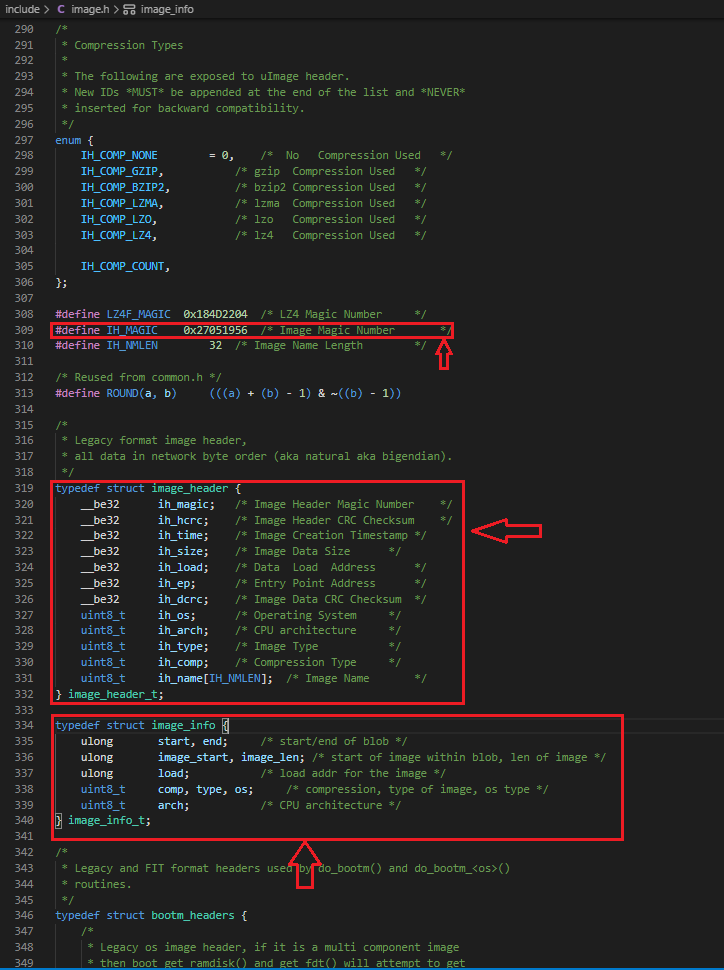 include > C image.h > image_info
290 /*
291  * Compression Types
292  *
293  * The following are exposed to uImage header.
294  * New IDs *MUST* be appended at the end of the list and *NEVER*
295  * inserted for backward compatibility.
296  */
297 enum {
298     IH_COMP_NONE        = 0,    /*  No   Compression Used   */
299     IH_COMP_GZIP,           /* gzip  Compression Used   */
300     IH_COMP_BZIP2,          /* bzip2 Compression Used   */
301     IH_COMP_LZMA,           /* lzma  Compression Used   */
302     IH_COMP_LZO,            /* lzo   Compression Used   */
303     IH_COMP_LZ4,            /* lz4   Compression Used   */
304
305     IH_COMP_COUNT,
306 };
307
308 #define LZ4F_MAGIC  0x184D2204  /* LZ4 Magic Number     */
309 #define IH_MAGIC    0x27051956  /* Image Magic Number       */
310 #define IH_NMLEN        32  /* Image Name Length        */
311
312 /* Reused from common.h */
313 #define ROUND(a, b)     (((a) + (b) - 1) & ~((b) - 1))
314
315 /*
316  * Legacy format image header,
317  * all data in network byte order (aka natural aka bigendian).
318  */
319 typedef struct image_header {
320     __be32      ih_magic;   /* Image Header Magic Number    */
321     __be32      ih_hcrc;    /* Image Header CRC Checksum    */
322     __be32      ih_time;    /* Image Creation Timestamp */
323     __be32      ih_size;    /* Image Data Size      */
324     __be32      ih_load;    /* Data  Load  Address      */
325     __be32      ih_ep;      /* Entry Point Address      */
326     __be32      ih_dcrc;    /* Image Data CRC Checksum  */
327     uint8_t     ih_os;      /* Operating System     */
328     uint8_t     ih_arch;    /* CPU architecture     */
329     uint8_t     ih_type;    /* Image Type           */
330     uint8_t     ih_comp;    /* Compression Type     */
331     uint8_t     ih_name[IH_NMLEN];  /* Image Name       */
332 } image_header_t;
333
334 typedef struct image_info {
335     ulong       start, end;     /* start/end of blob */
336     ulong       image_start, image_len; /* start of image within blob, len of image */
337     ulong       load;           /* load addr for the image */
338     uint8_t     comp, type, os;     /* compression, type of image, os type */
339     uint8_t     arch;           /* CPU architecture */
340 } image_info_t;
341
342 /*
343  * Legacy and FIT format headers used by do_bootm() and do_bootm_<os>()
344  * routines.
345  */
346 typedef struct bootm_headers {
347     /*
348      * Legacy os image header, if it is a multi component image
349      * then boot_get_ramdisk() and get_fdt() will attempt to get